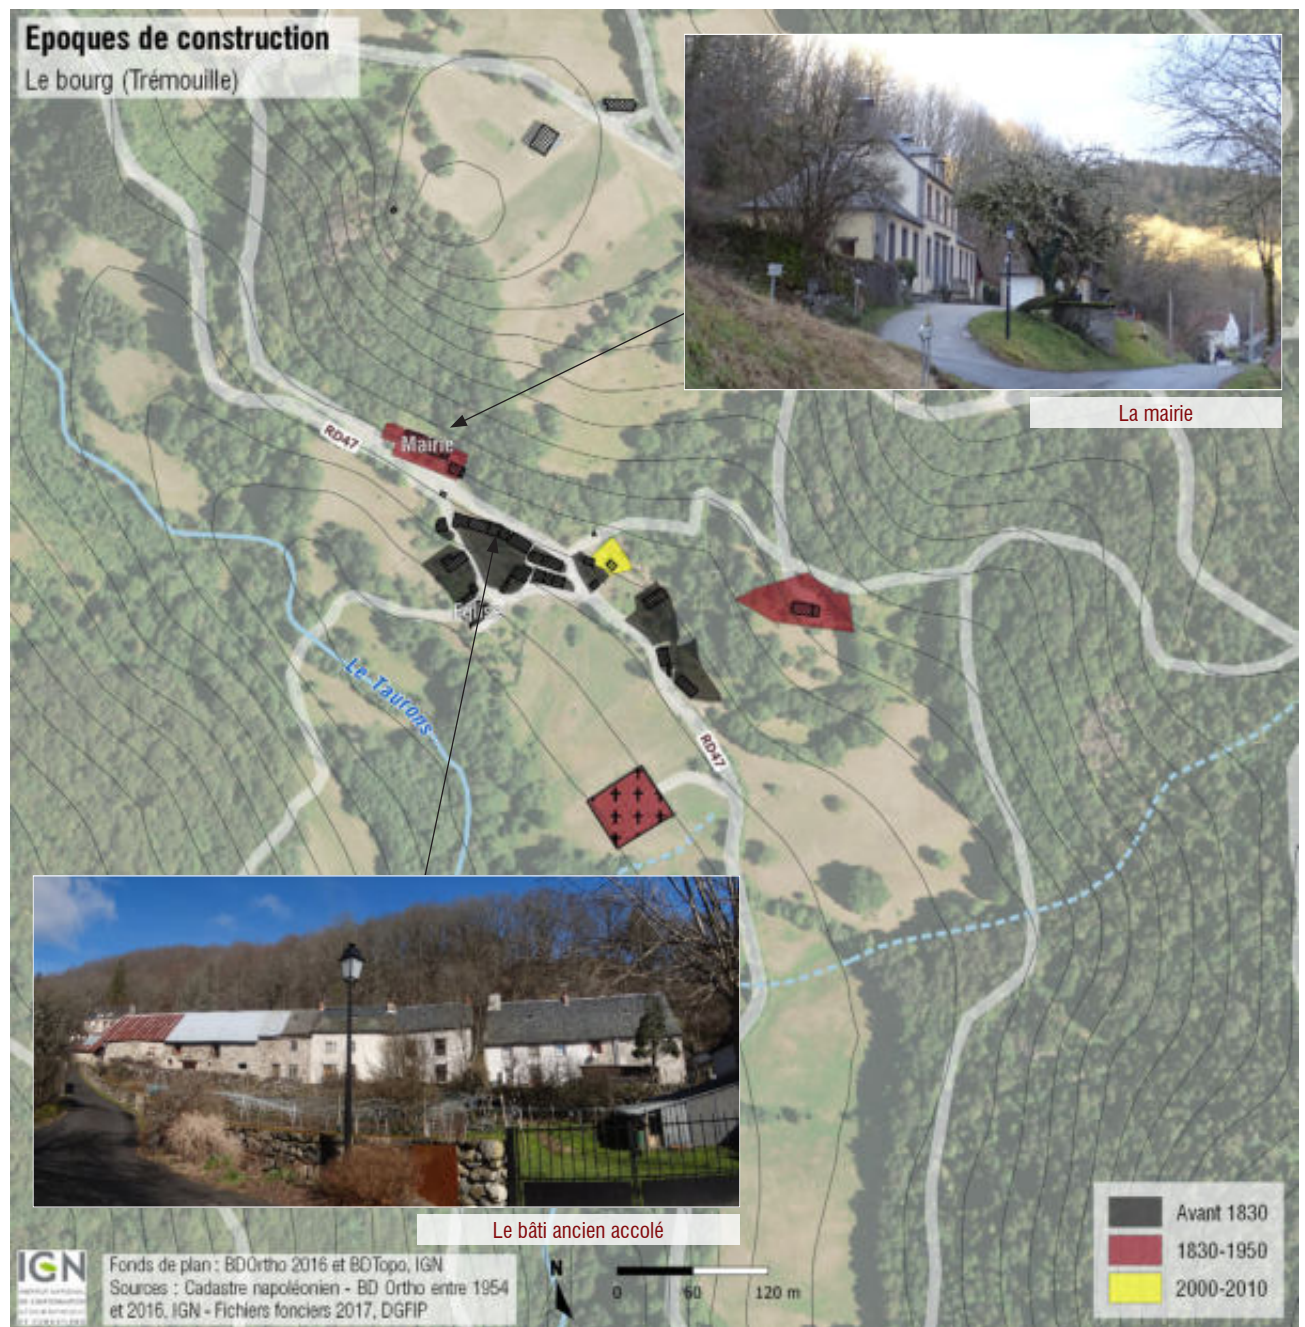 Epoques de construction
Le bourg (Trémouille)
La mairie
RD47
Mairie
Le Taurons
RD47
Le bâti ancien accolé
Avant 1830
1830-1950
2000-2010
IGN
Fonds de plan : BDOrtho 2016 et BDTopo, IGN
Sources : Cadastre napoléonien - BD Ortho entre 1954
et 2016, IGN - Fichiers fonciers 2017, DGFIP
N
0 60 120 m